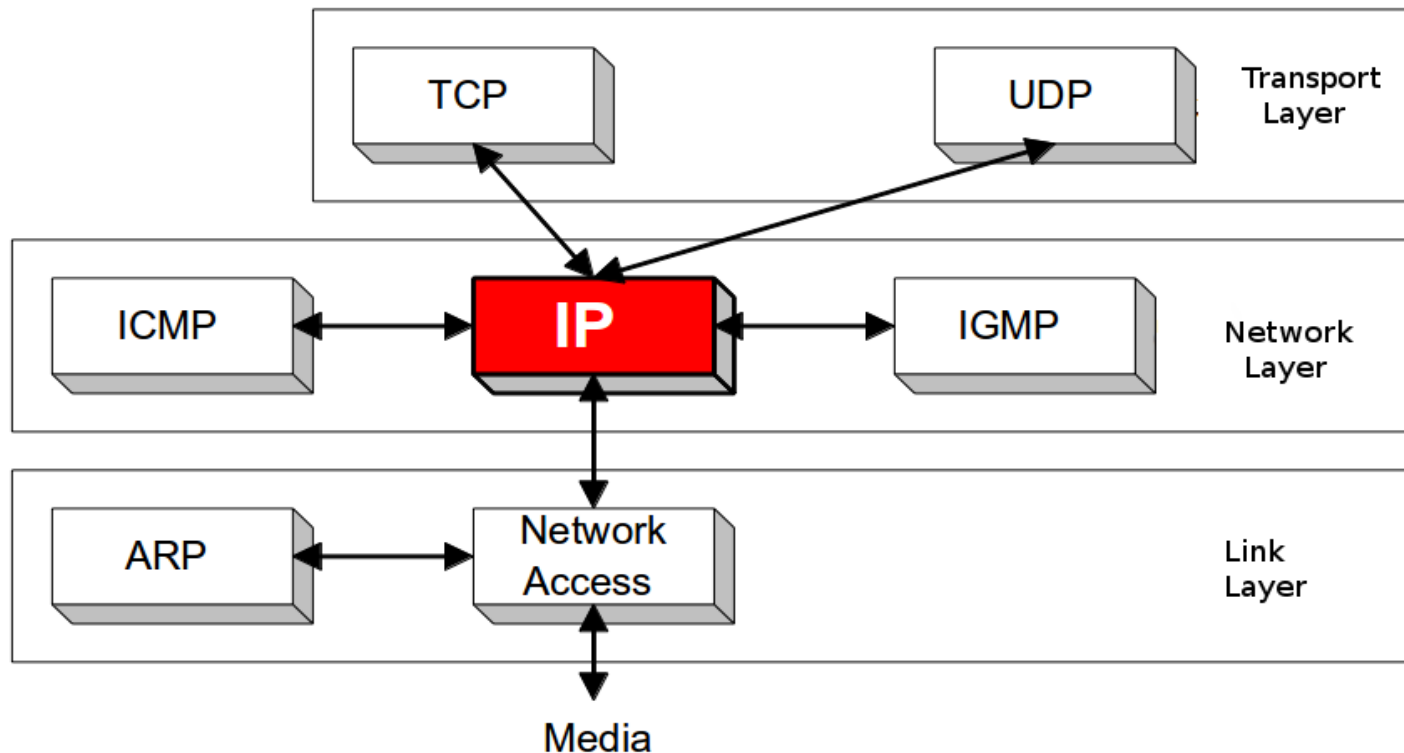 TCP
UDP
Transport
Layer
ICMP
IP
IGMP
Network
Layer
ARP
Network
Access
Link
Layer
Media